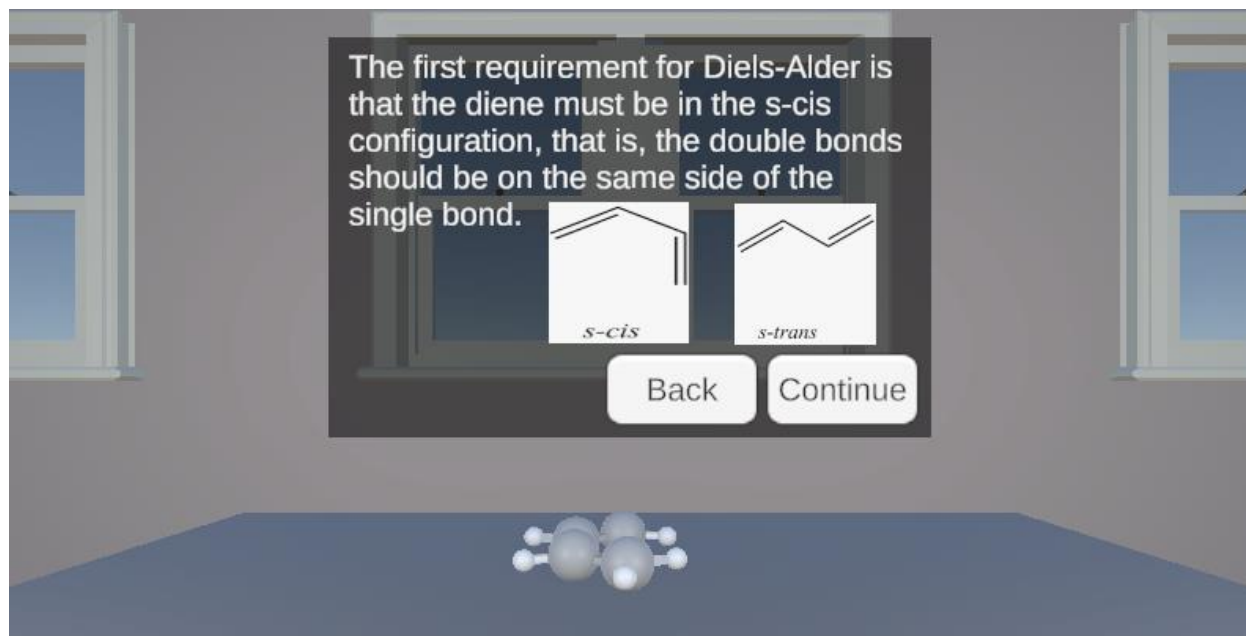 The first requirement for Diels-Alder is
that the diene must be in the s-cis
configuration, that is, the double bonds
should be on the same side of the
single bond.
s-cis
s-trans
Back
Continue